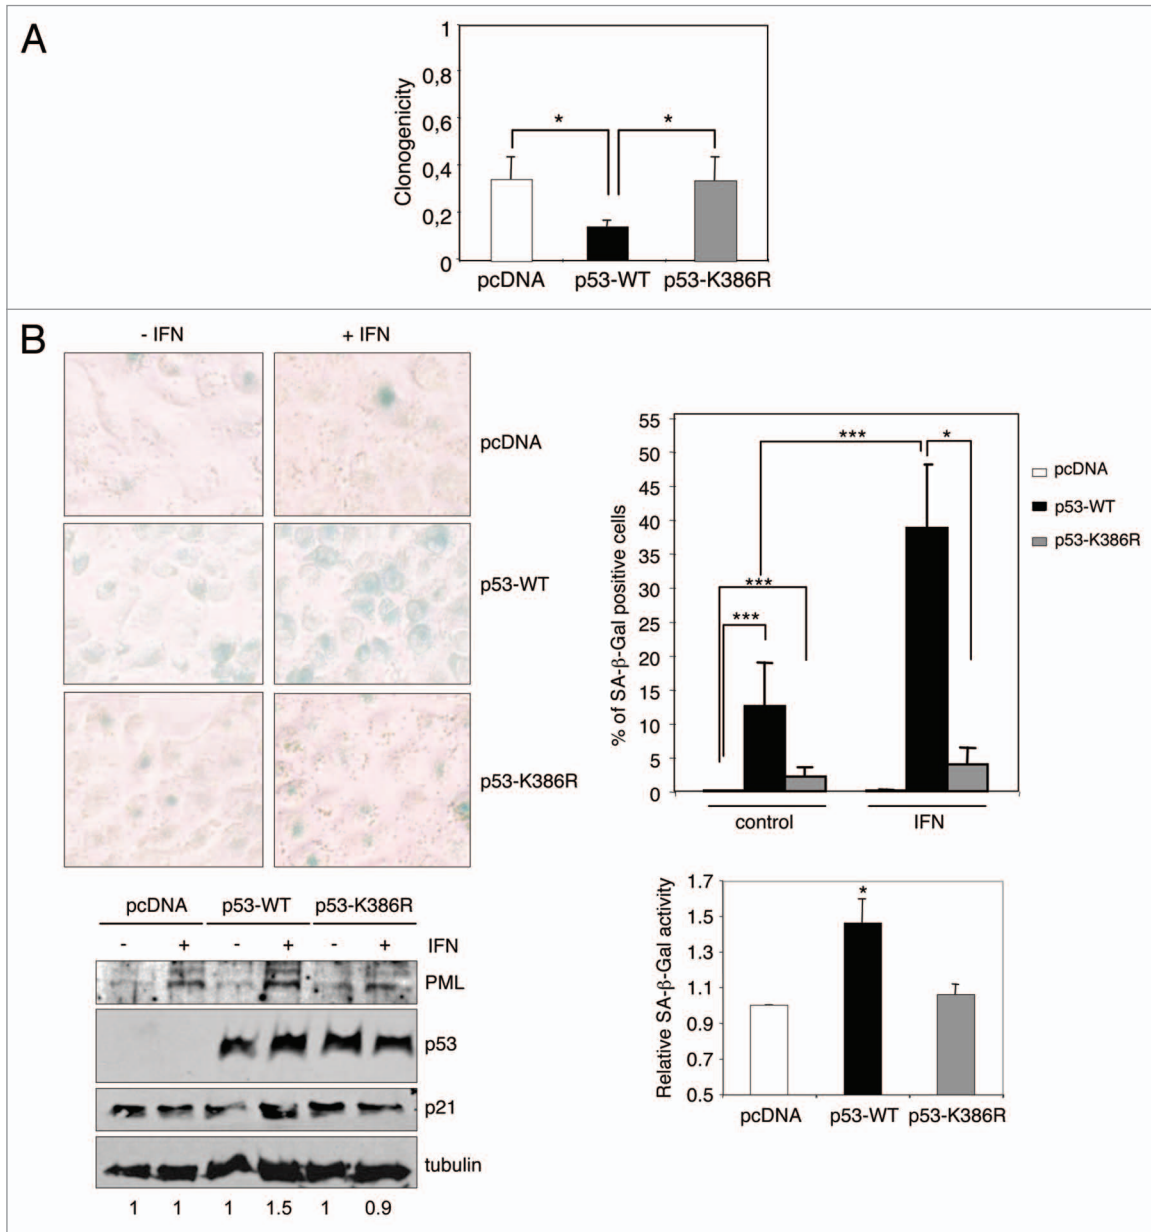 A
Clonogenicity
1
0,8
0,6
0,4
0,2
0
*
*
pcDNA p53-WT p53-K386R
B
- IFN + IFN
pcDNA
p53-WT
p53-K386R
% of SA-β-Gal positive cells
55
50
45
40
35
30
25
20
15
10
5
0
*** *
***
***
control IFN
pcDNA
p53-WT
p53-K386R
pcDNA p53-WT p53-K386R
- + - + - + IFN
PML
p53
p21
tubulin
1 1 1 1.5 1 0.9
Relative SA-β-Gal activity
1.7
1.5
1.3
1.1
0.9
0.7
0.5
*
pcDNA p53-WT p53-K386R